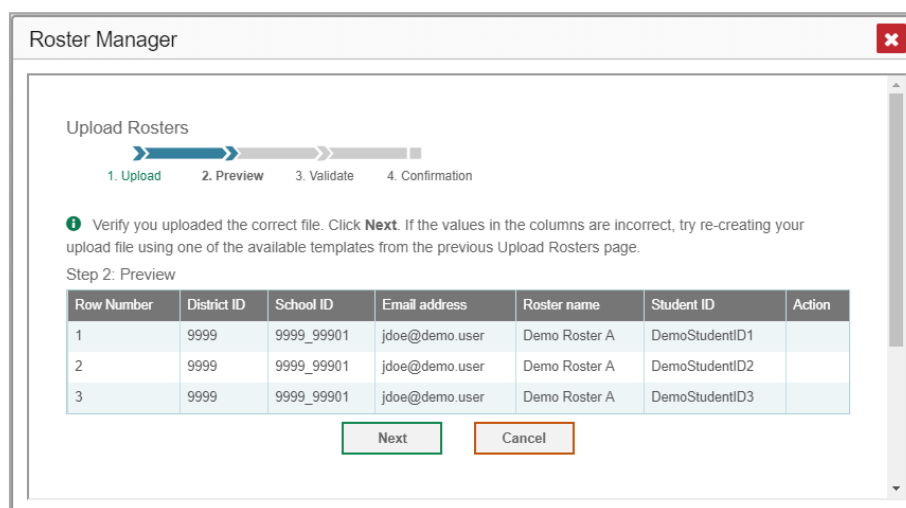 Roster Manager
Upload Rosters
1. Upload 2. Preview 3. Validate 4. Confirmation
Verify you uploaded the correct file. Click Next. If the values in the columns are incorrect, try re-creating your
upload file using one of the available templates from the previous Upload Rosters page.
Step 2: Preview
Row Number District ID School ID Email address Roster name Student ID Action
1 9999 9999_99901 jdoe@demo.user Demo Roster A DemoStudentID1
2 9999 9999_99901 jdoe@demo.user Demo Roster A DemoStudentID2
3 9999 9999_99901 jdoe@demo.user Demo Roster A DemoStudentID3
Next Cancel